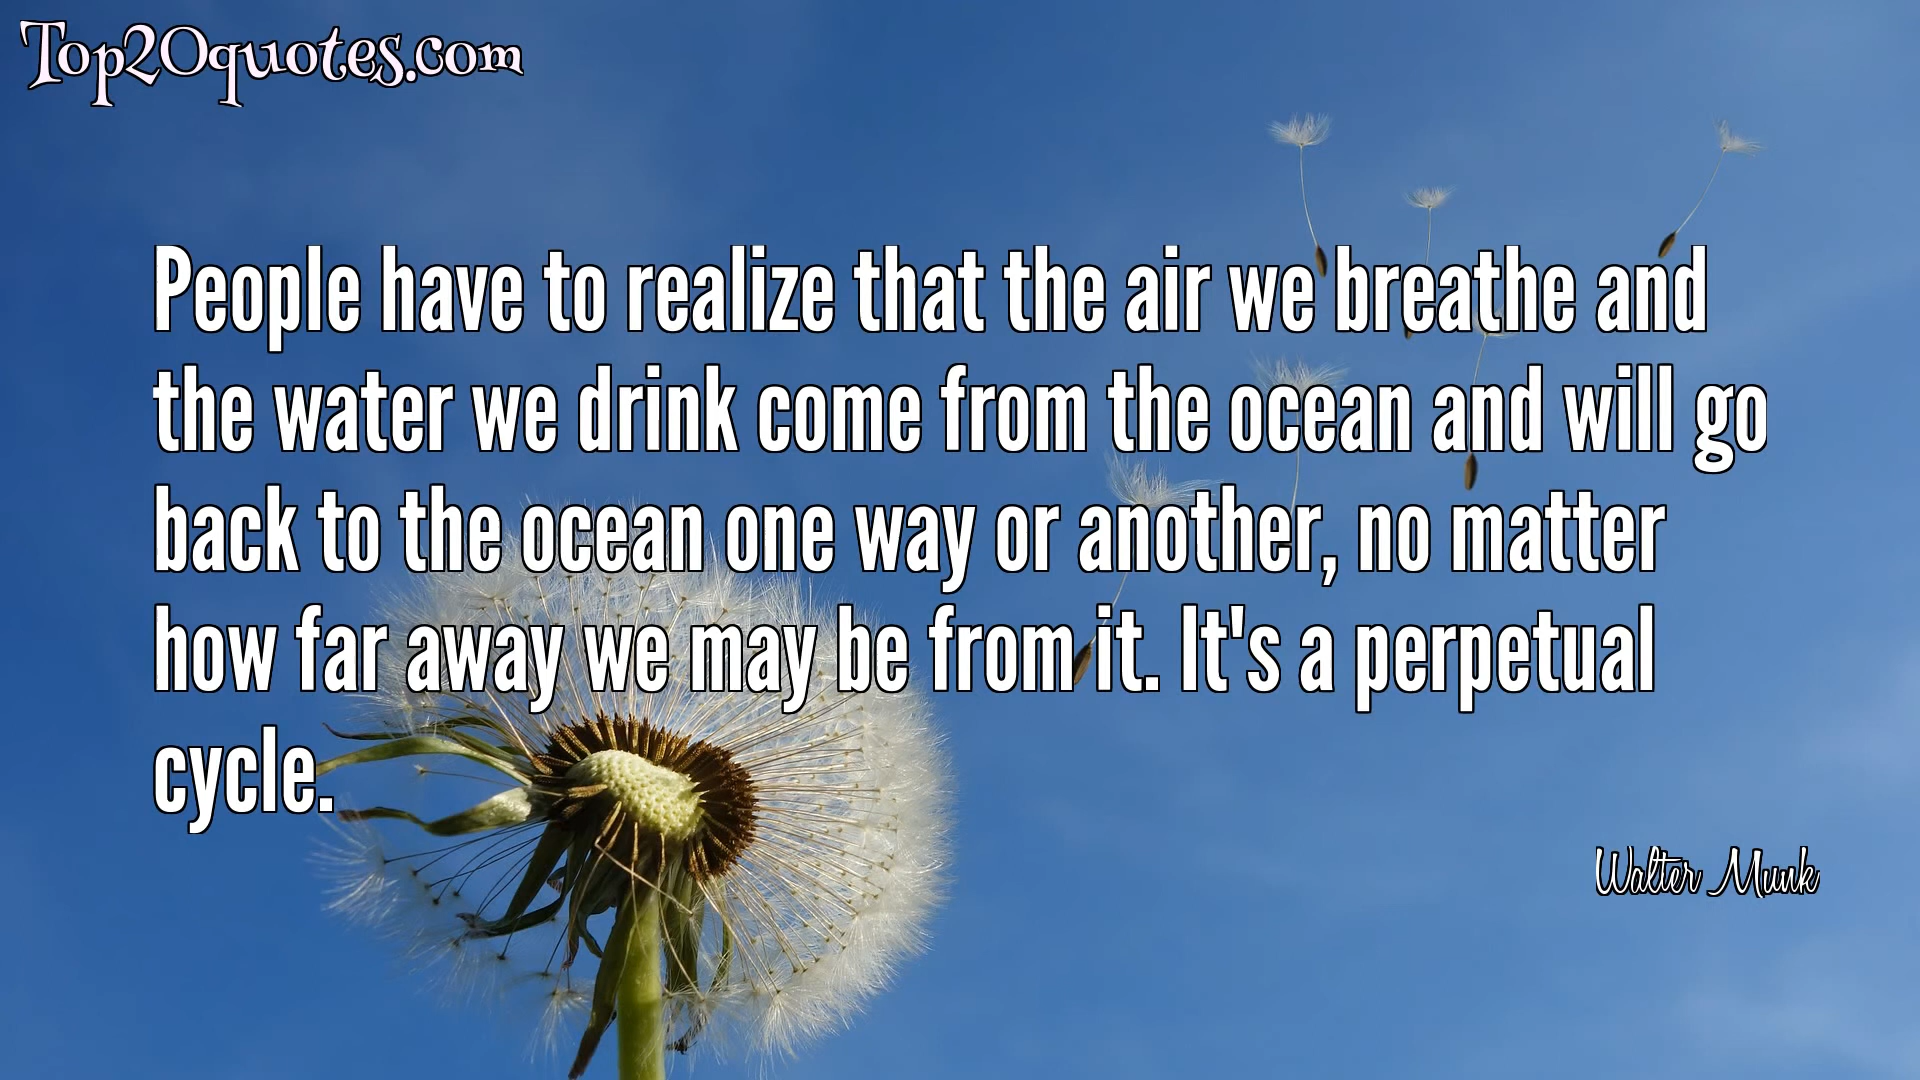 Top20quotes.com
People have to realize that the air we breathe and
the water we drink come from the ocean and will go
back to the ocean one way or another, no matter
how far away we may be from it. It's a perpetual
cycle.
Walter Munk